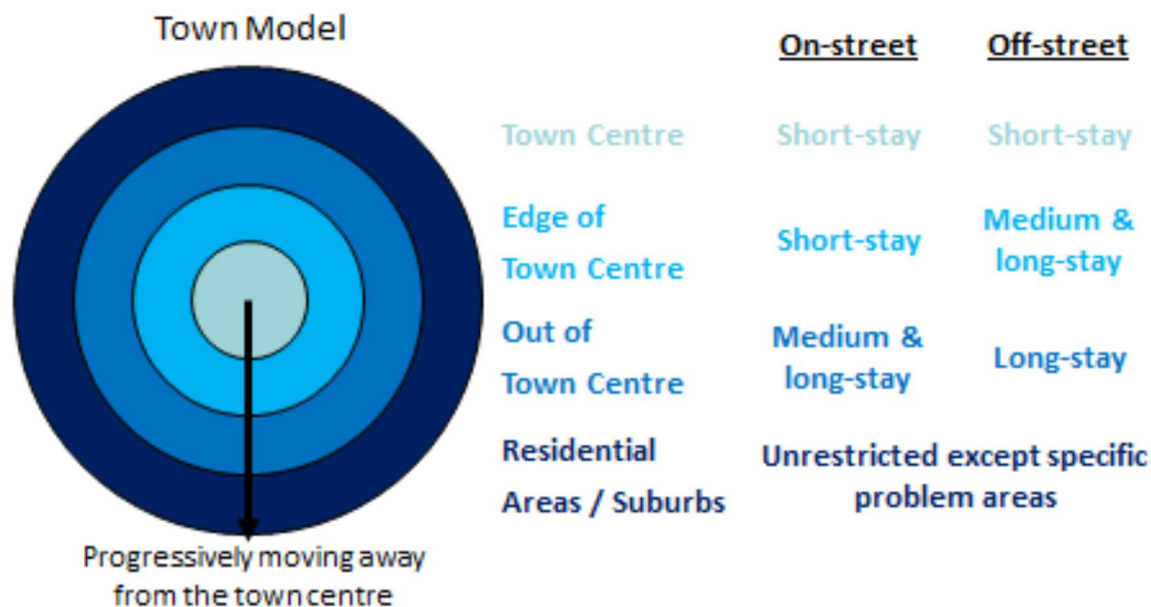 Town Model
On-street Off-street
Town Centre Short-stay Short-stay
Edge of
Town Centre
Short-stay
Medium &
long-stay
Out of
Town Centre
Medium &
long-stay
Long-stay
Residential
Areas / Suburbs
Unrestricted except specific
problem areas
Progressively moving away
from the town centre